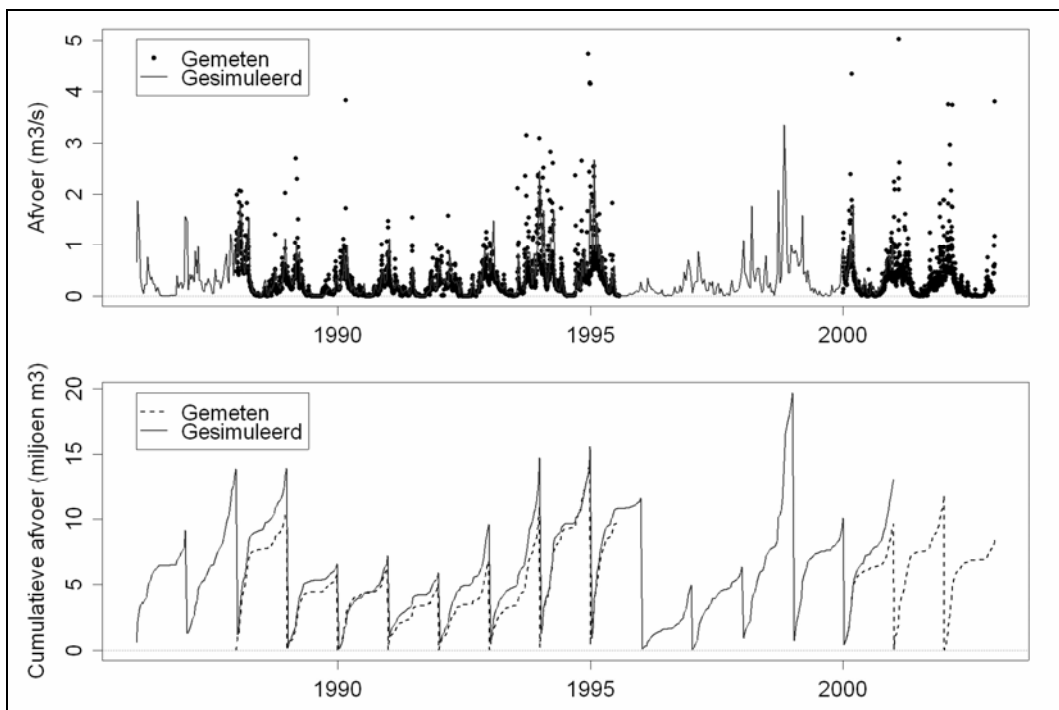 Afvoer (m3/s)
5
4
3
2
1
0
Gemeten
Gesimuleerd
1990
1995
2000
Cumulatieve afvoer (miljoen m3)
20
15
10
5
0
Gemeten
Gesimuleerd
1990
1995
2000